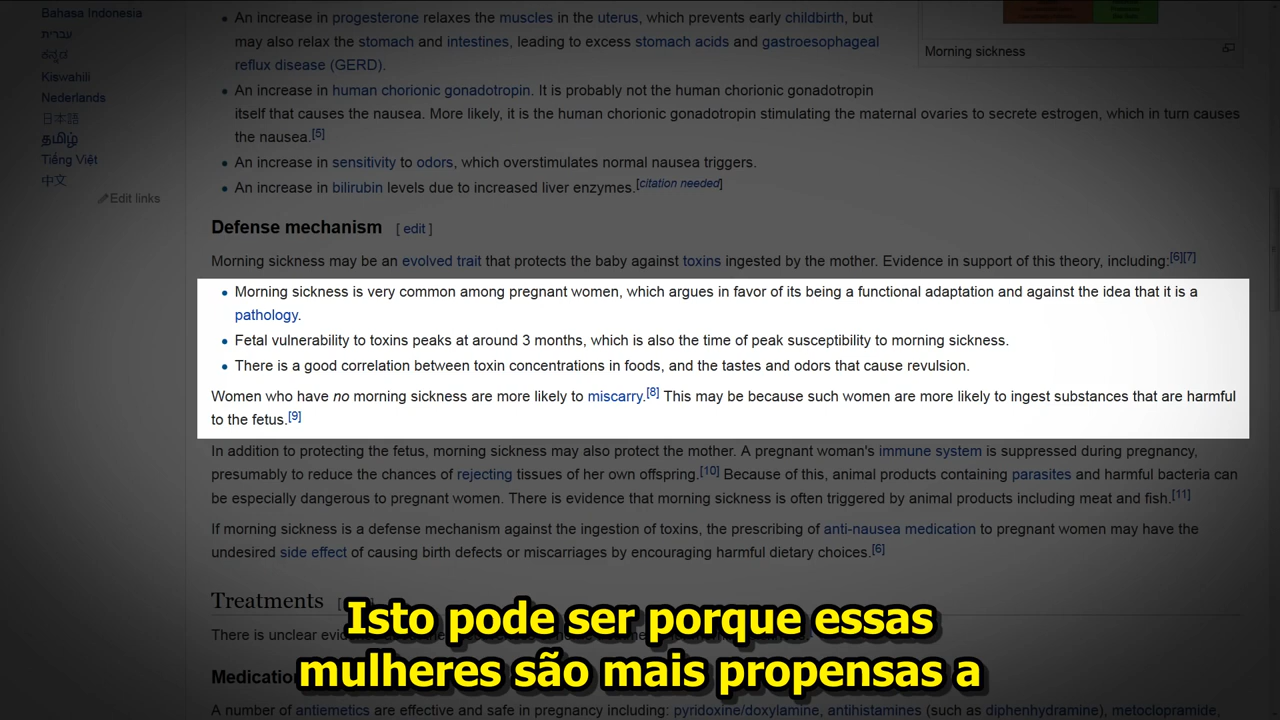 Bahasa Indonesia
עברית
ಕನ್ನಡ
Kiswahili
Nederlands
日本語
தமிழ்
Tiếng Việt
中文
Edit links
An increase in progesterone relaxes the muscles in the uterus, which prevents early childbirth, but
may also relax the stomach and intestines, leading to excess stomach acids and gastroesophageal
reflux disease (GERD).
Morning sickness
An increase in human chorionic gonadotropin. It is probably not the human chorionic gonadotropin
itself that causes the nausea. More likely, it is the human chorionic gonadotropin stimulating the maternal ovaries to secrete estrogen, which in turn causes
the nausea.[5]
An increase in sensitivity to odors, which overstimulates normal nausea triggers.
An increase in bilirubin levels due to increased liver enzymes.[citation needed]
Defense mechanism [ edit ]
Morning sickness may be an evolved trait that protects the baby against toxins ingested by the mother. Evidence in support of this theory, including:[6][7]
Morning sickness is very common among pregnant women, which argues in favor of its being a functional adaptation and against the idea that it is a
pathology.
Fetal vulnerability to toxins peaks at around 3 months, which is also the time of peak susceptibility to morning sickness.
There is a good correlation between toxin concentrations in foods, and the tastes and odors that cause revulsion.
Women who have no morning sickness are more likely to miscarry.[8] This may be because such women are more likely to ingest substances that are harmful
to the fetus.[9]
In addition to protecting the fetus, morning sickness may also protect the mother. A pregnant woman's immune system is suppressed during pregnancy,
presumably to reduce the chances of rejecting tissues of her own offspring.[10] Because of this, animal products containing parasites and harmful bacteria can
be especially dangerous to pregnant women. There is evidence that morning sickness is often triggered by animal products including meat and fish.[11]
If morning sickness is a defense mechanism against the ingestion of toxins, the prescribing of anti-nausea medication to pregnant women may have the
undesired side effect of causing birth defects or miscarriages by encouraging harmful dietary choices.[6]
Treatments [
There is unclear
Isto pode ser porque essas
mulheres são mais propensas a
A number of antiemetics are effective and safe in pregnancy including: pyridoxine/doxylamine, antihistamines (such as diphenhydramine), metoclopramide,